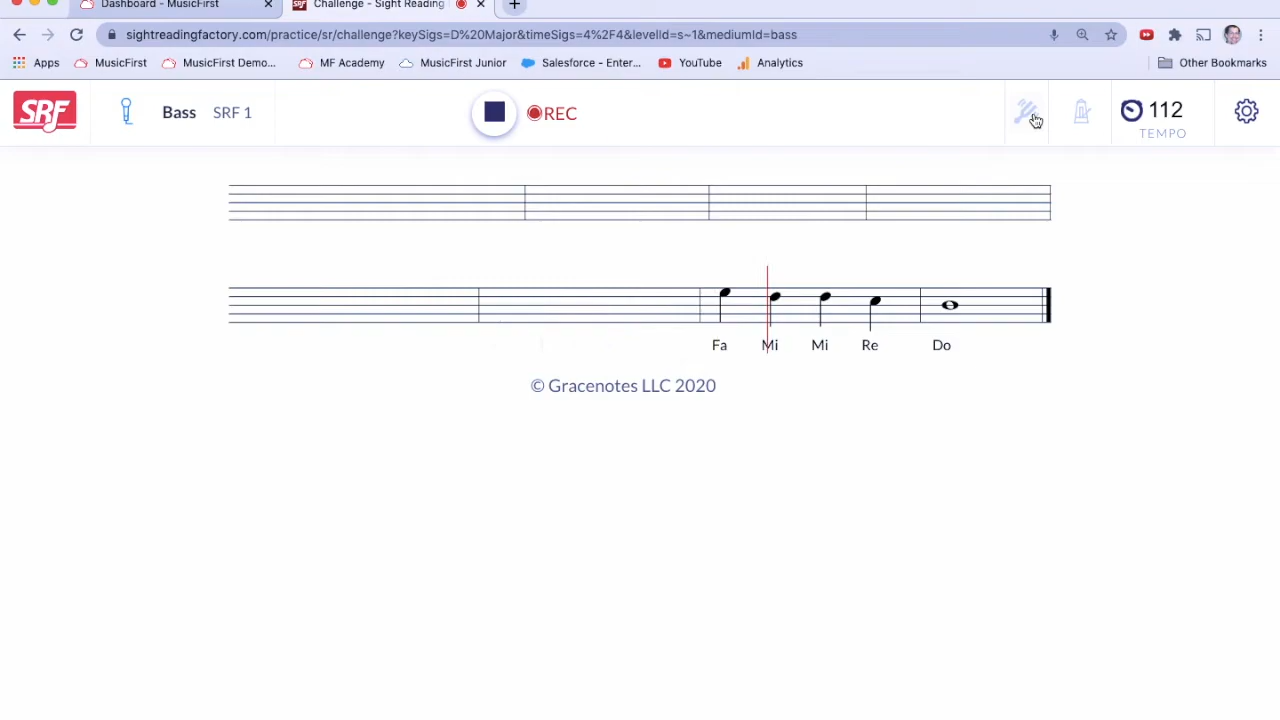 Dashboard - MusicFirst
Challenge - Sight Reading
sightreadingfactory.com/practice/sr/challenge?keySigs=D%20Major&timeSigs=4%2F4&levelId=s~1&mediumId=bass
Apps MusicFirst MusicFirst Demo... MF Academy MusicFirst Junior Salesforce - Enter... YouTube Analytics Other Bookmarks
SRF Bass SRF 1 REC 112
TEMPO
Fa Mi Mi Re Do
© Gracenotes LLC 2020